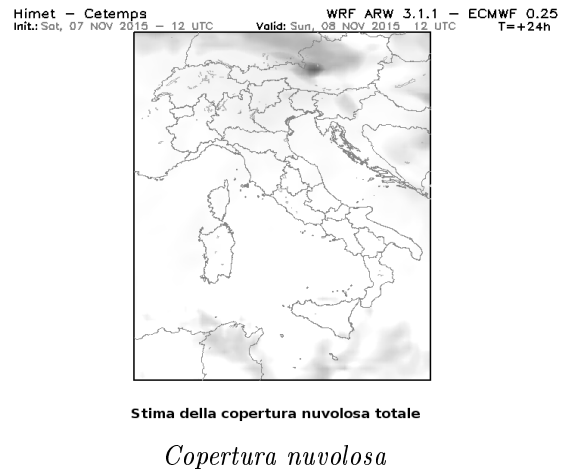 Himet – Cetemps WRF ARW 3.1.1 – ECMWF 0.25
Init.: Sat, 07 NOV 2015 – 12 UTC Valid: Sun, 08 NOV 2015 12 UTC T=+24h
Stima della copertura nuvolosa totale
Copertura nuvolosa